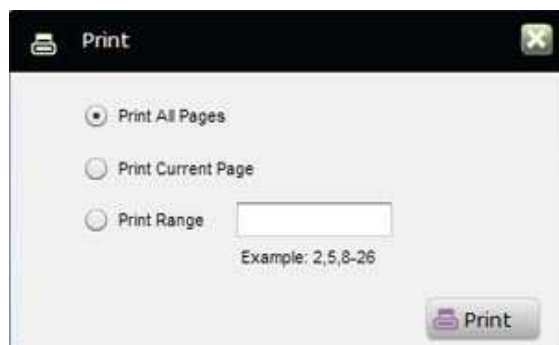 Print
Print All Pages
Print Current Page
Print Range
Example: 2,5,8-26
Print